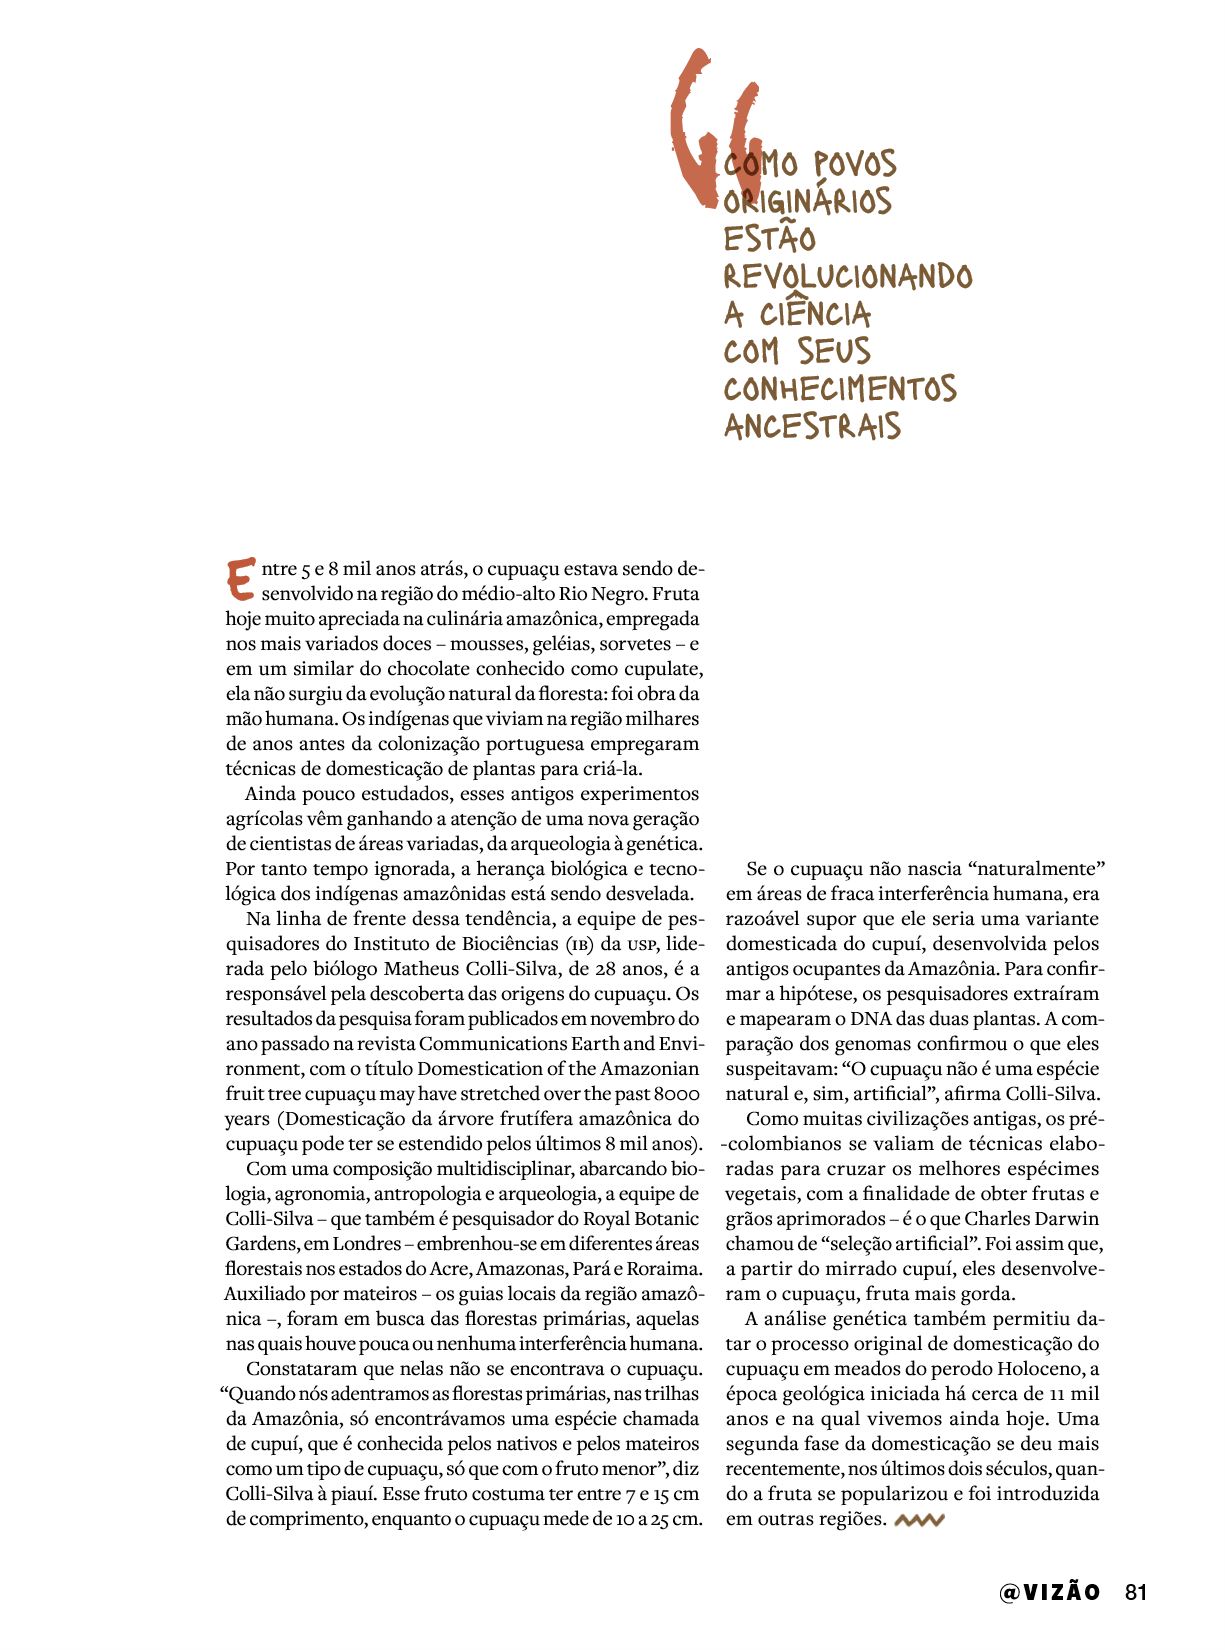 COMO POVOS
ORIGINÁRIOS
ESTÃO
REVOLUCIONANDO
A CIÊNCIA
COM SEUS
CONHECIMENTOS
ANCESTRAIS
Entre 5 e 8 mil anos atrás, o cupuaçu estava sendo de-
senvolvido na região do médio-alto Rio Negro. Fruta
hoje muito apreciada na culinária amazônica, empregada
nos mais variados doces – mousses, geléias, sorvetes – e
em um similar do chocolate conhecido como cupulate,
ela não surgiu da evolução natural da floresta: foi obra da
mão humana. Os indígenas que viviam na região milhares
de anos antes da colonização portuguesa empregaram
técnicas de domesticação de plantas para criá-la.
Ainda pouco estudados, esses antigos experimentos
agrícolas vêm ganhando a atenção de uma nova geração
de cientistas de áreas variadas, da arqueologia à genética.
Por tanto tempo ignorada, a herança biológica e tecno-
lógica dos indígenas amazônidas está sendo desvelada.
Na linha de frente dessa tendência, a equipe de pes-
quisadores do Instituto de Biociências (IB) da USP, lide-
rada pelo biólogo Matheus Colli-Silva, de 28 anos, é a
responsável pela descoberta das origens do cupuaçu. Os
resultados da pesquisa foram publicados em novembro do
ano passado na revista Communications Earth and Envi-
ronment, com o título Domestication of the Amazonian
fruit tree cupuaçu may have stretched over the past 8000
years (Domesticação da árvore frutífera amazônica do
cupuaçu pode ter se estendido pelos últimos 8 mil anos).
Com uma composição multidisciplinar, abarcando bio-
logia, agronomia, antropologia e arqueologia, a equipe de
Colli-Silva – que também é pesquisador do Royal Botanic
Gardens, em Londres – embrenhou-se em diferentes áreas
florestais nos estados do Acre, Amazonas, Pará e Roraima.
Auxiliado por mateiros – os guias locais da região amazô-
nica –, foram em busca das florestas primárias, aquelas
nas quais houve pouca ou nenhuma interferência humana.
Constataram que nelas não se encontrava o cupuaçu.
“Quando nós adentramos as florestas primárias, nas trilhas
da Amazônia, só encontrávamos uma espécie chamada
de cupuí, que é conhecida pelos nativos e pelos mateiros
como um tipo de cupuaçu, só que com o fruto menor”, diz
Colli-Silva à piauí. Esse fruto costuma ter entre 7 e 15 cm
de comprimento, enquanto o cupuaçu mede de 10 a 25 cm.
Se o cupuaçu não nascia “naturalmente”
em áreas de fraca interferência humana, era
razoável supor que ele seria uma variante
domesticada do cupuí, desenvolvida pelos
antigos ocupantes da Amazônia. Para confir-
mar a hipótese, os pesquisadores extraíram
e mapearam o DNA das duas plantas. A com-
paração dos genomas confirmou o que eles
suspeitavam: “O cupuaçu não é uma espécie
natural e, sim, artificial”, afirma Colli-Silva.
Como muitas civilizações antigas, os pré-
-colombianos se valiam de técnicas elabo-
radas para cruzar os melhores espécimes
vegetais, com a finalidade de obter frutas e
grãos aprimorados – é o que Charles Darwin
chamou de “seleção artificial”. Foi assim que,
a partir do mirrado cupuí, eles desenvolve-
ram o cupuaçu, fruta mais gorda.
A análise genética também permitiu da-
tar o processo original de domesticação do
cupuaçu em meados do perodo Holoceno, a
época geológica iniciada há cerca de 11 mil
anos e na qual vivemos ainda hoje. Uma
segunda fase da domesticação se deu mais
recentemente, nos últimos dois séculos, quan-
do a fruta se popularizou e foi introduzida
em outras regiões.
@VIZÃO 81